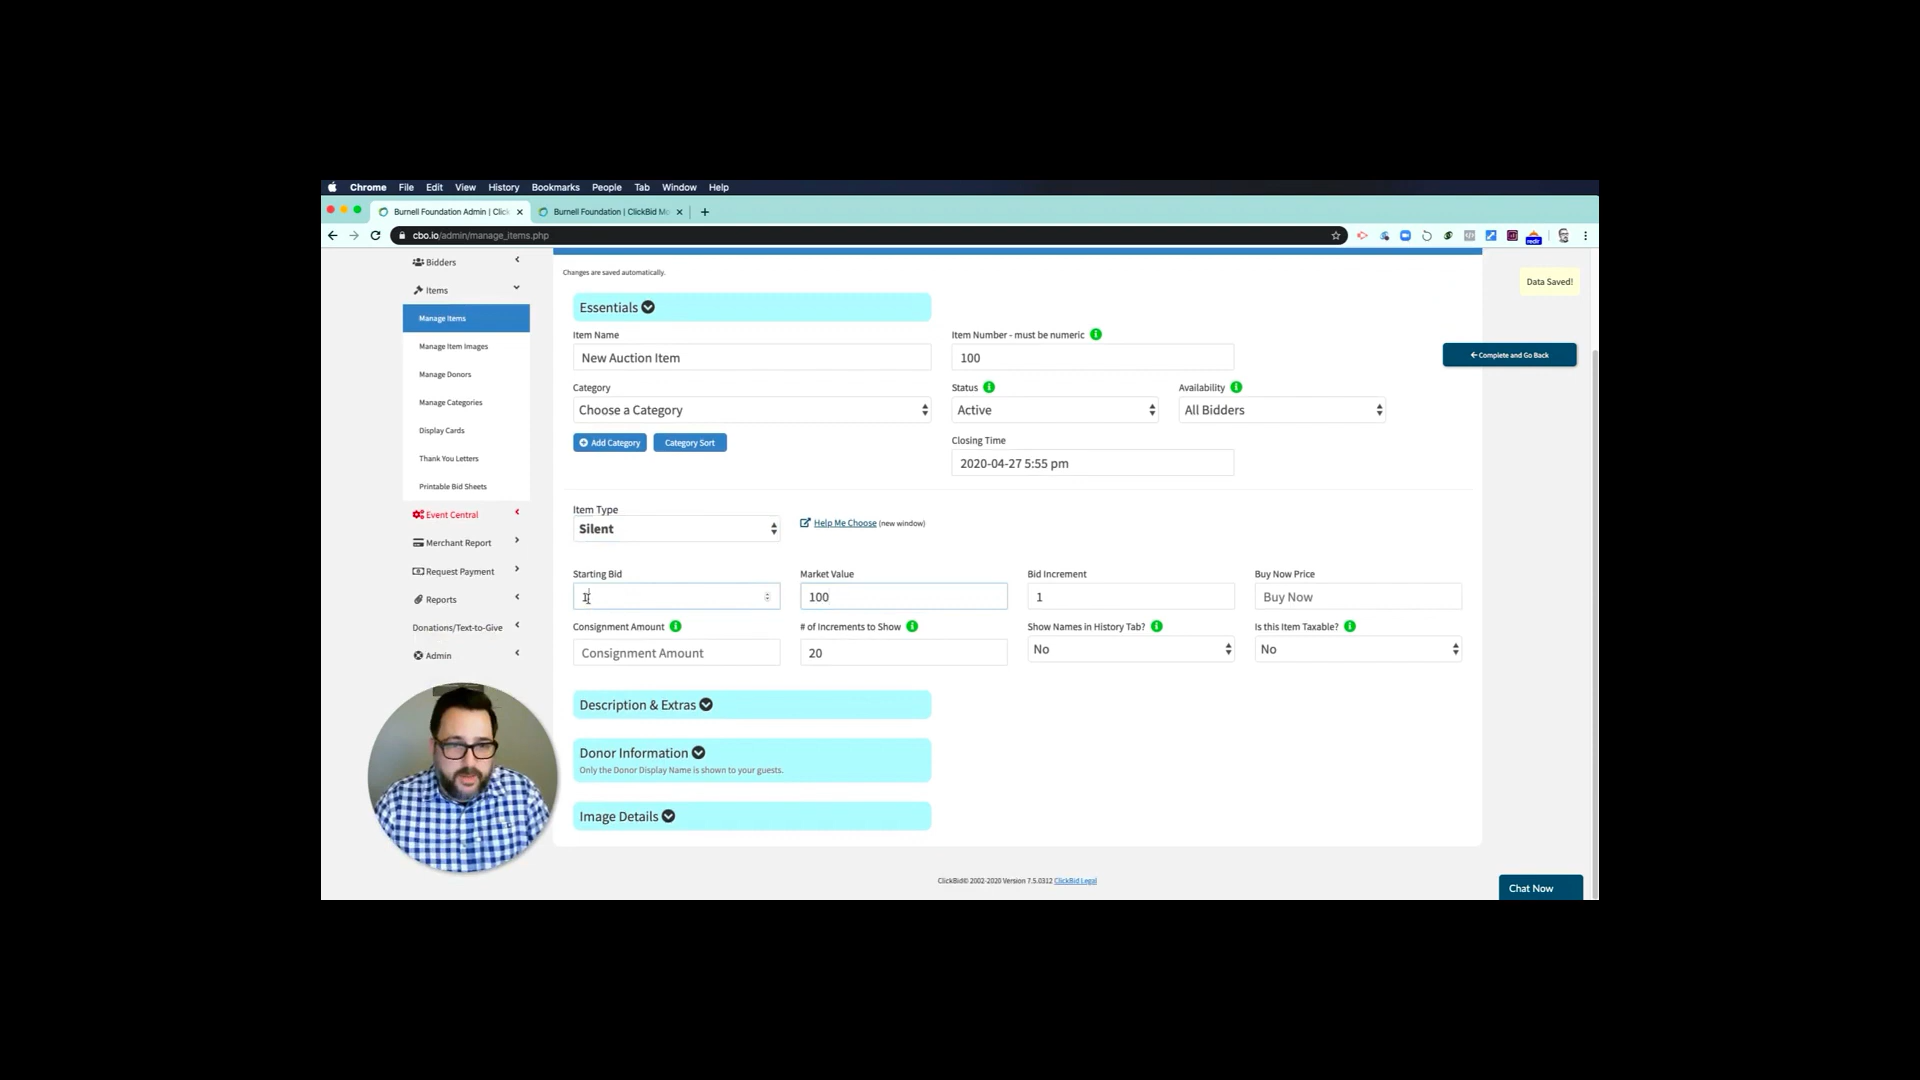 Chrome File Edit View History Bookmarks People Tab Window Help
Burnell Foundation Admin | Click
Burnell Foundation | ClickBid Mo
cbo.io/admin/manage_items.php
redir
Bidders
Items
Manage Items
Manage Item Images
Manage Donors
Manage Categories
Display Cards
Thank You Letters
Printable Bid Sheets
Event Central
Merchant Report
Request Payment
Reports
Donations/Text-to-Give
Admin
Changes are saved automatically.
Data Saved!
Essentials
Item Name
Item Number - must be numeric
New Auction Item
100
Complete and Go Back
Category
Status
Availability
Choose a Category
Active
All Bidders
Add Category
Category Sort
Closing Time
2020-04-27 5:55 pm
Item Type
Silent
Help Me Choose (new window)
Starting Bid
Market Value
Bid Increment
Buy Now Price
1
100
1
Buy Now
Consignment Amount
# of Increments to Show
Show Names in History Tab?
Is this Item Taxable?
Consignment Amount
20
No
No
Description & Extras
Donor Information
Only the Donor Display Name is shown to your guests.
Image Details
ClickBid© 2002-2020 Version 7.5.0312 ClickBid Legal
Chat Now